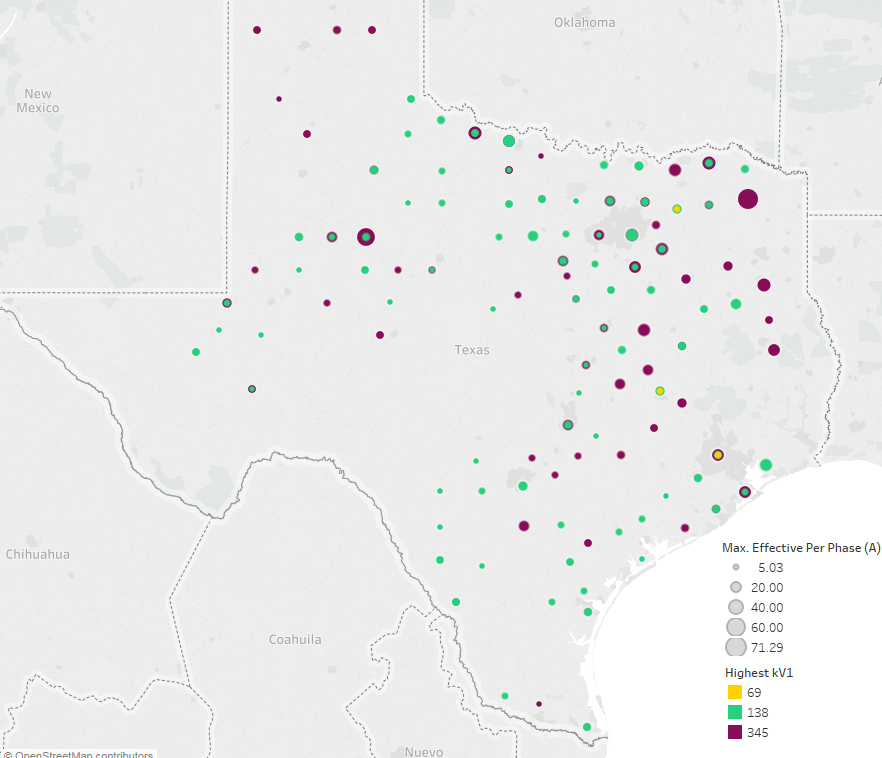 Oklahoma
New
Mexico
A
Texas
Chihuahua
Coahuila
Nuevo
Max. Effective Per Phase (A)
5.03
20.00
40.00
60.00
71.29
Highest kV1
69
138
345
© OpenStreetMap contributors